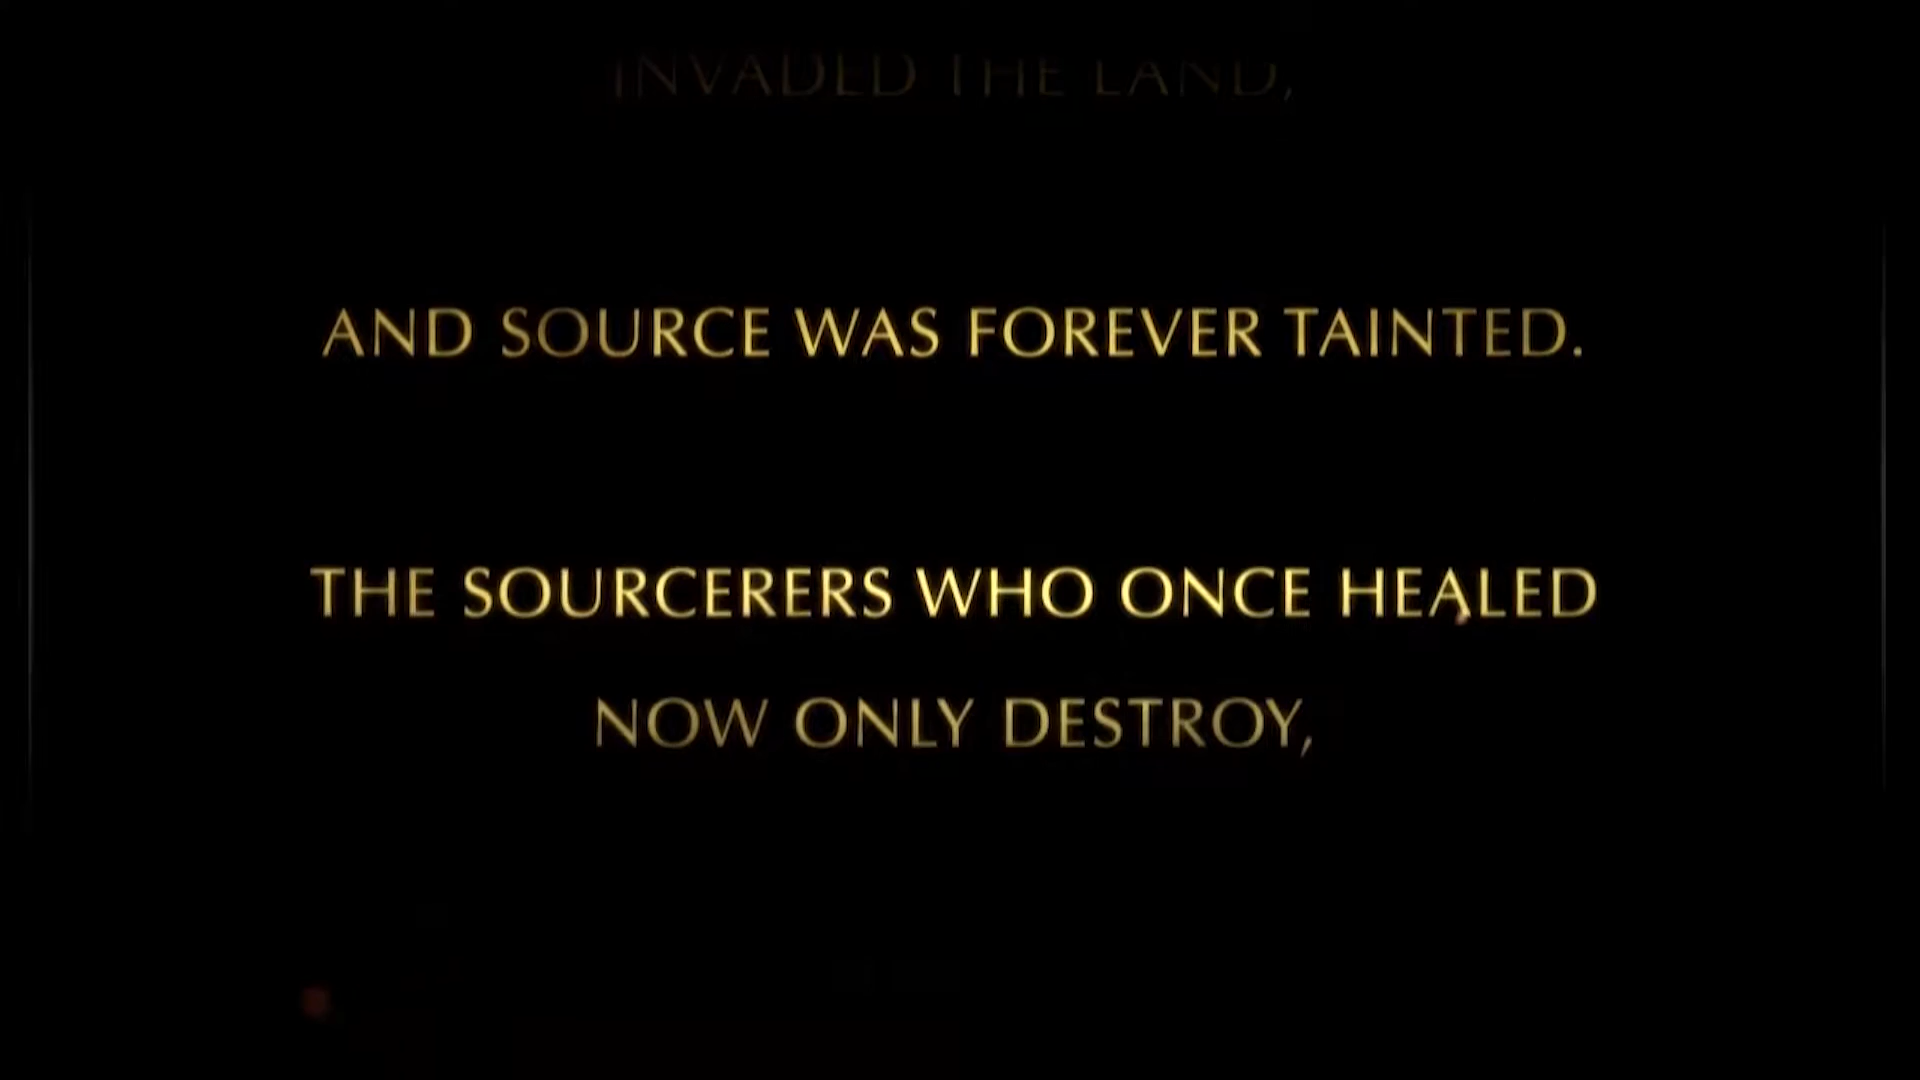 INVADED THE LAND,
AND SOURCE WAS FOREVER TAINTED.
THE SOURCERERS WHO ONCE HEALED
NOW ONLY DESTROY,